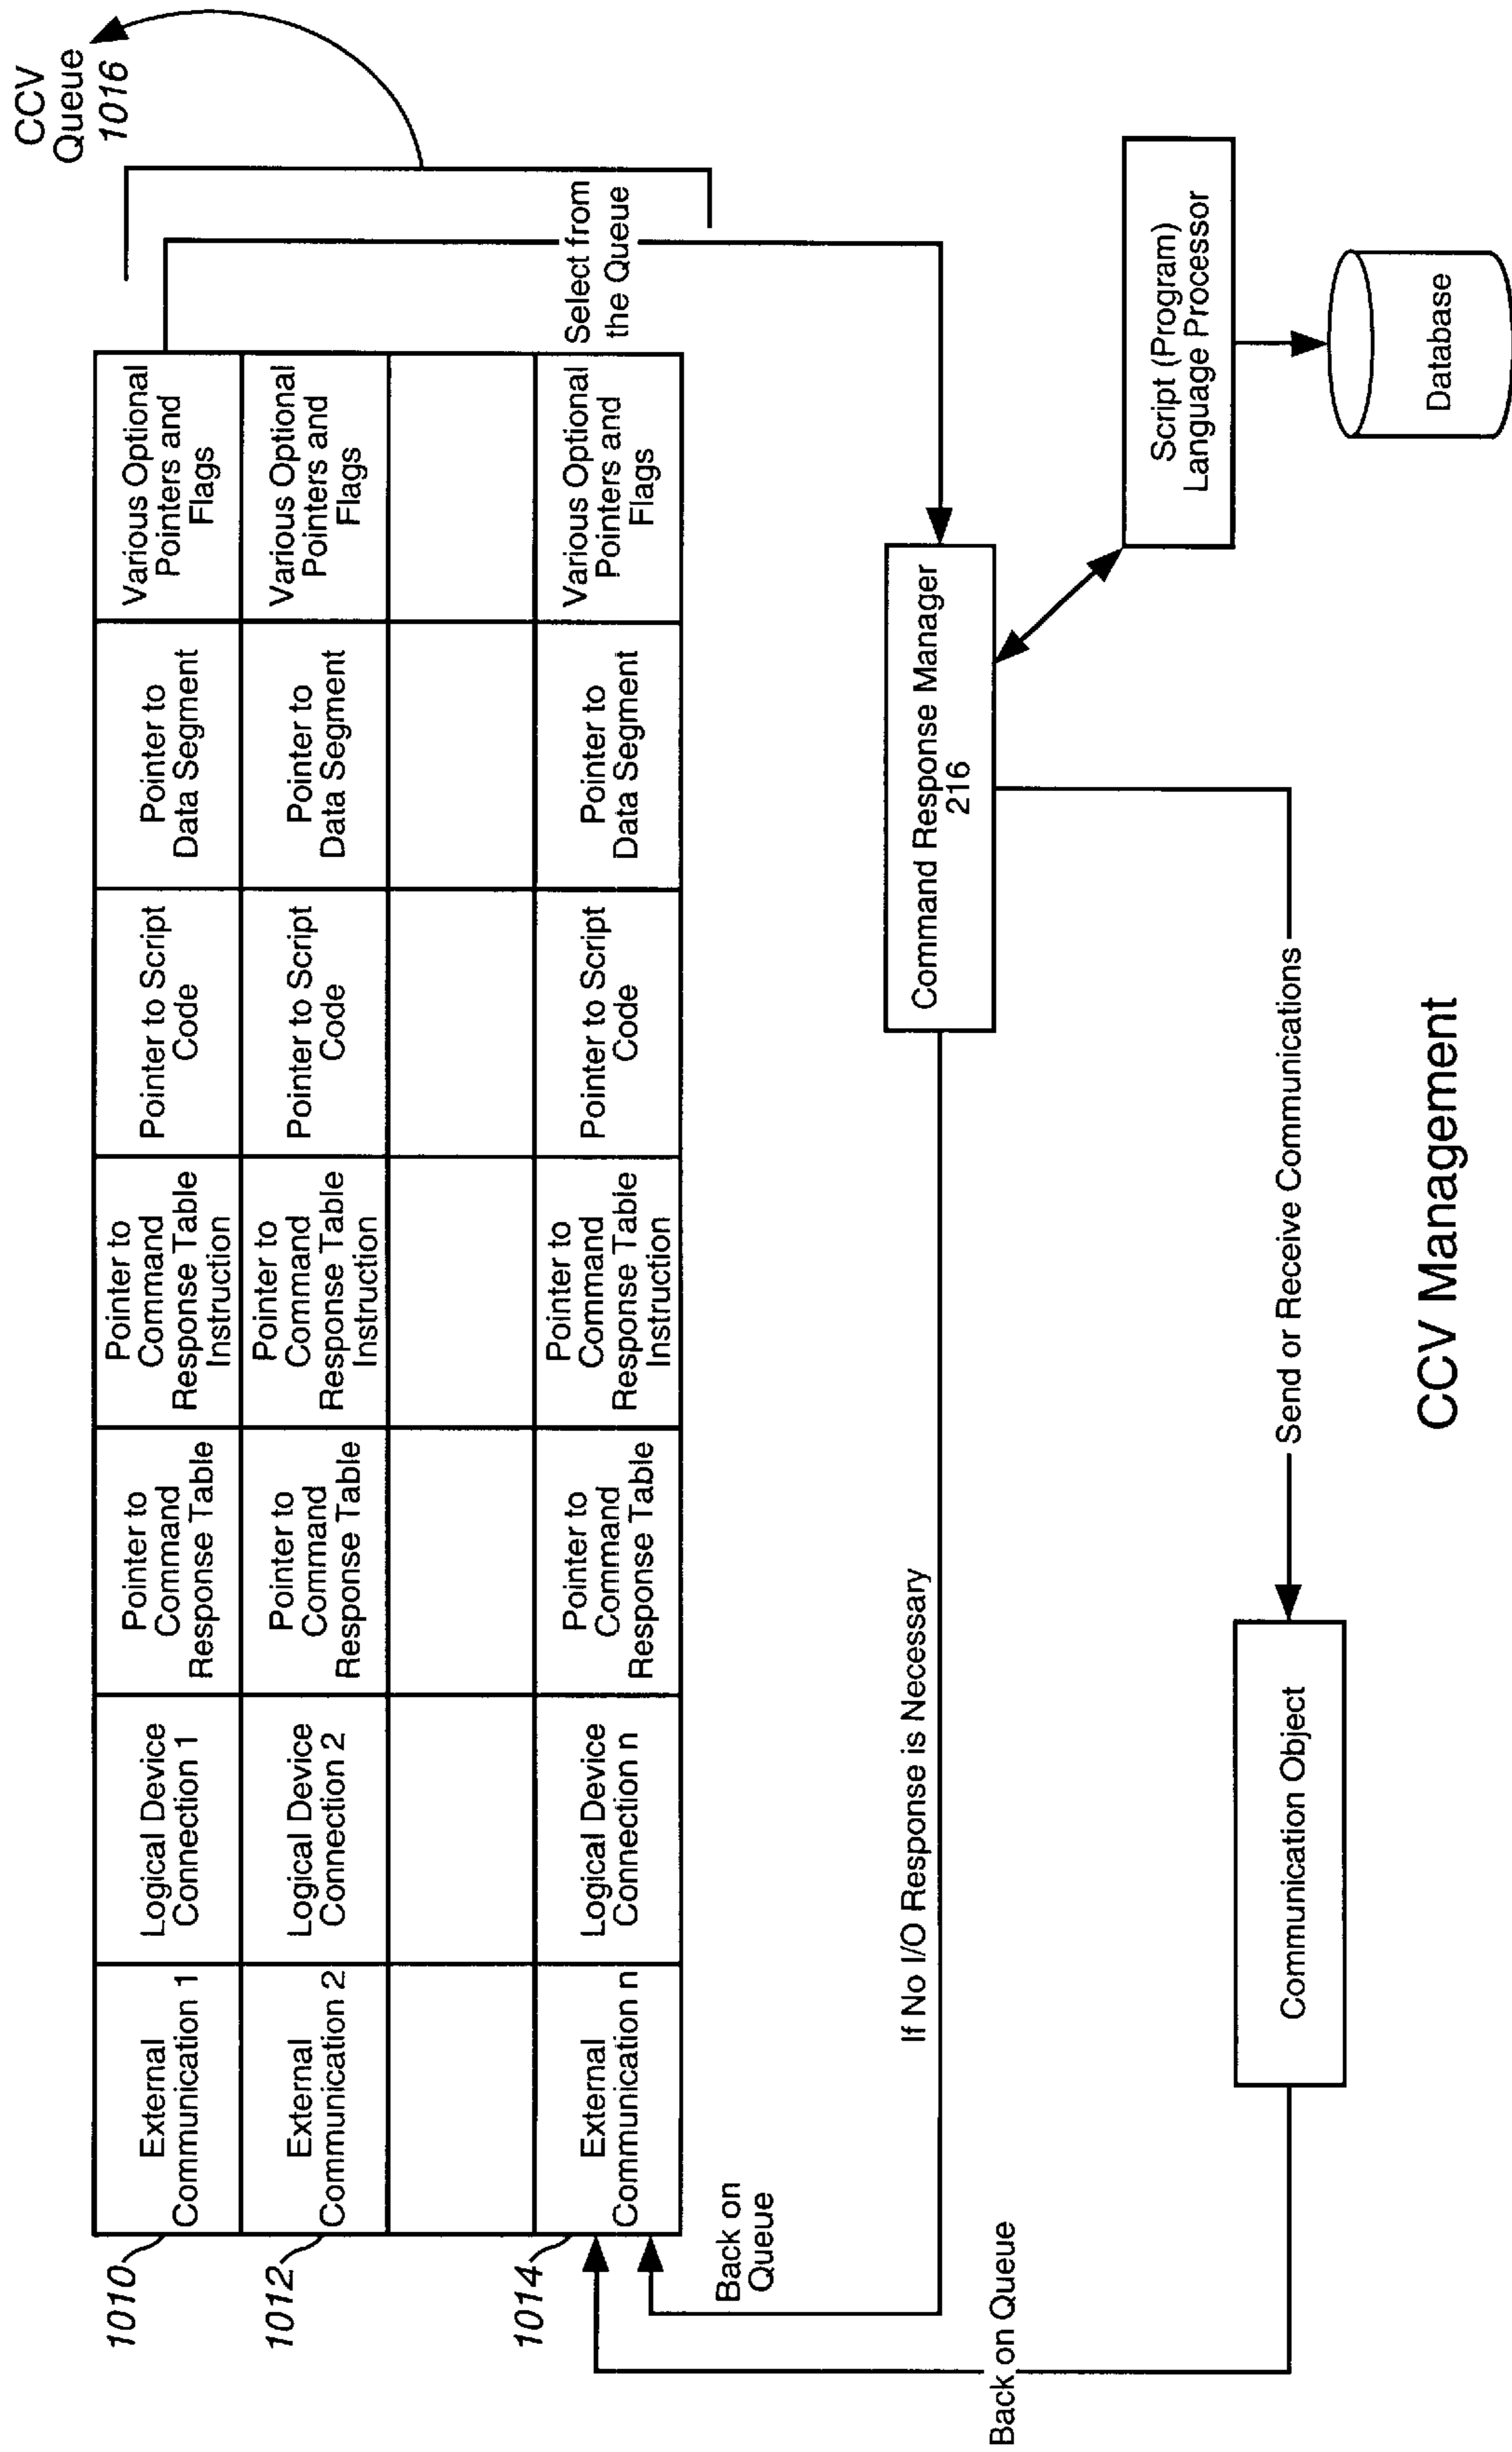 CCV
Queue
1016
1010
External
Communication 1
Logical Device
Connection 1
Pointer to
Command
Response Table
Pointer to
Command
Response Table
Instruction
Pointer to Script
Code
Pointer to
Data Segment
Various Optional
Pointers and
Flags
1012
External
Communication 2
Logical Device
Connection 2
Pointer to
Command
Response Table
Pointer to
Command
Response Table
Instruction
Pointer to Script
Code
Pointer to
Data Segment
Various Optional
Pointers and
Flags
1014
External
Communication n
Logical Device
Connection n
Pointer to
Command
Response Table
Pointer to
Command
Response Table
Instruction
Pointer to Script
Code
Pointer to
Data Segment
Various Optional
Pointers and
Flags
Select from
the Queue
Back on
Queue
If No I/O Response is Necessary
Command Response Manager
216
Script (Program)
Language Processor
Back on Queue
Communication Object
Send or Receive Communications
Database
CCV Management